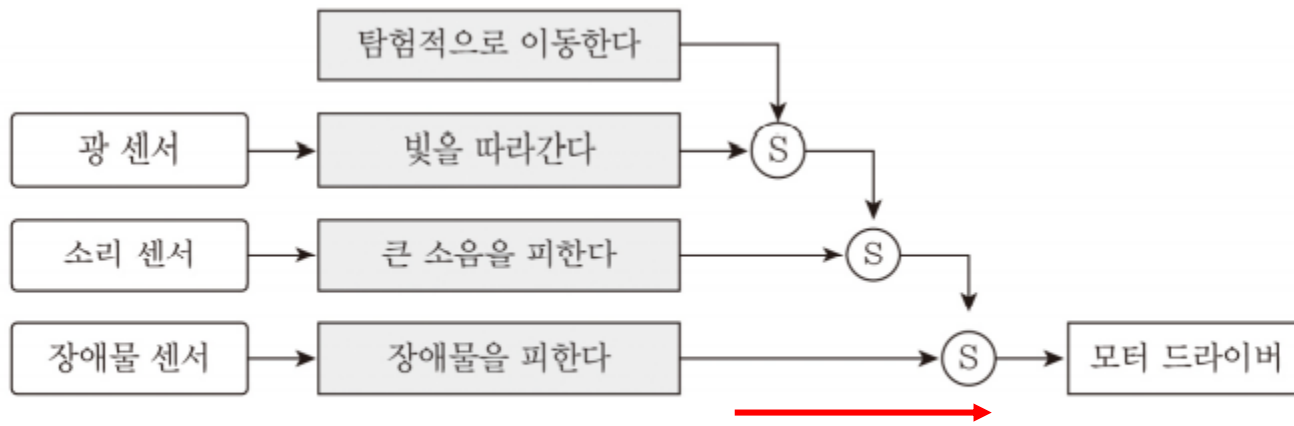 탐험적으로 이동한다
광 센서
빛을 따라간다
S
소리 센서
큰 소음을 피한다
S
장애물 센서
장애물을 피한다
S
모터 드라이버